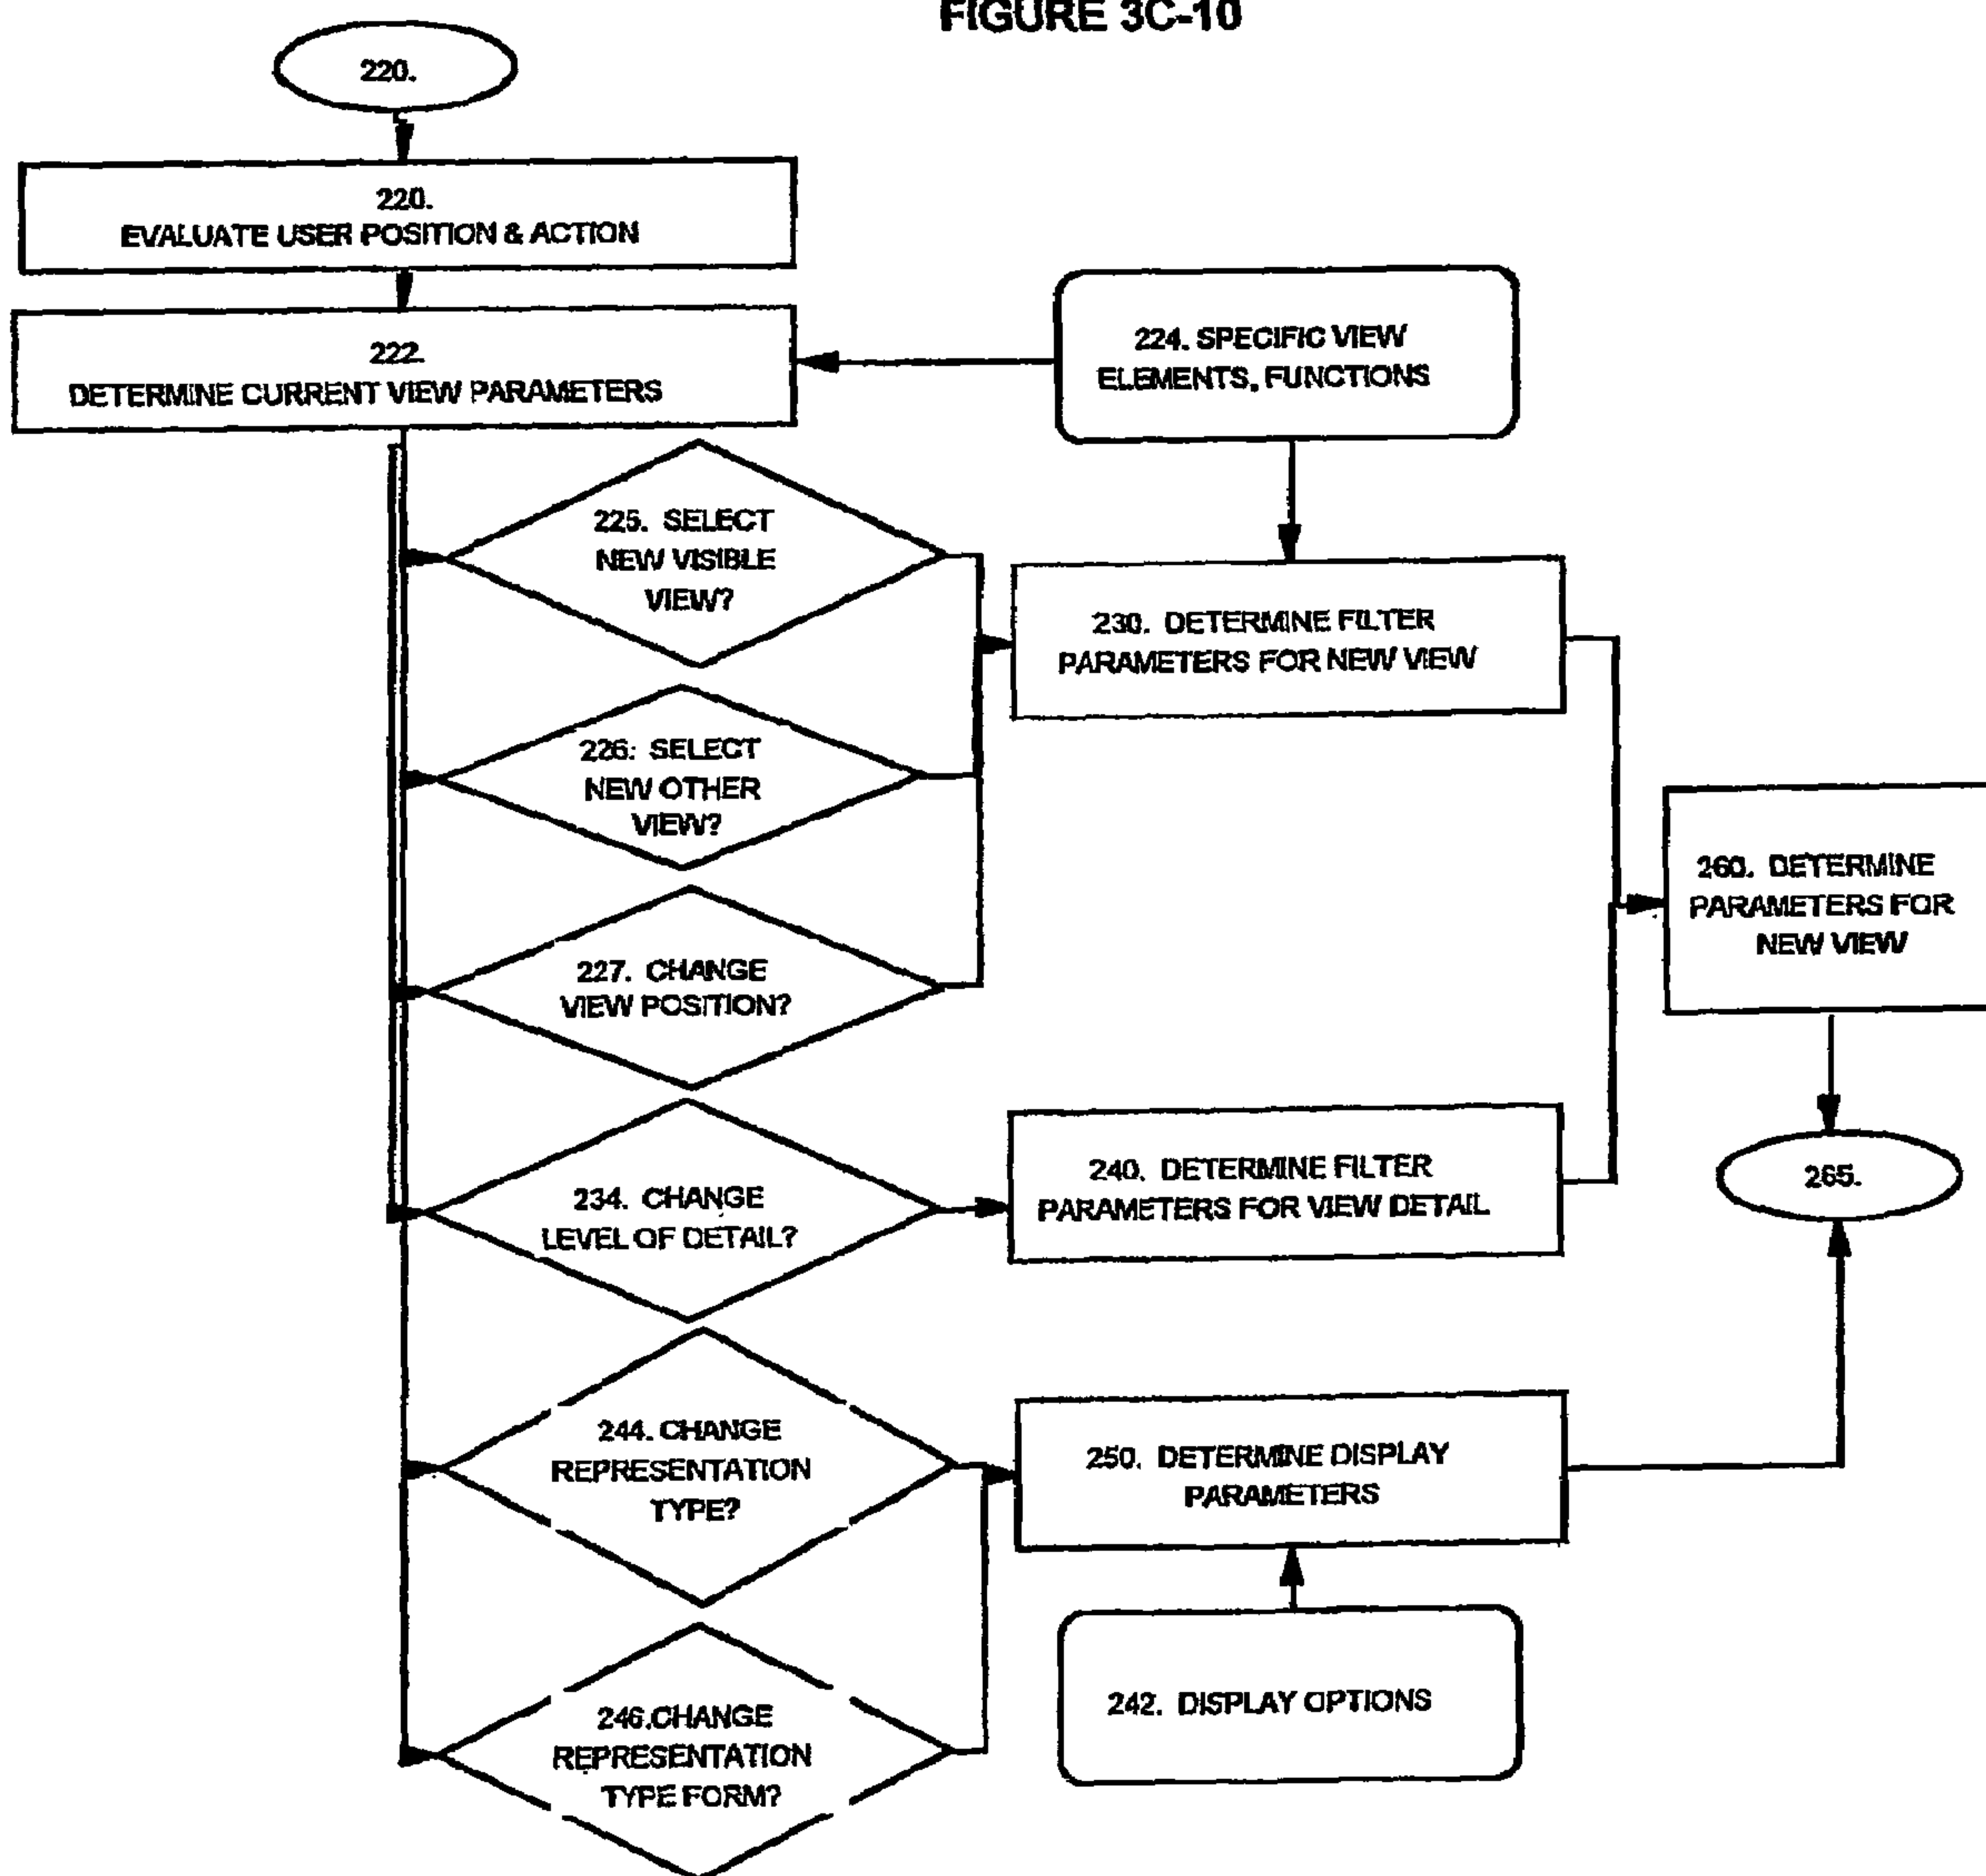 FIGURE 3C-10
220.
220.
EVALUATE USER POSITION & ACTION
222.
DETERMINE CURRENT VIEW PARAMETERS
224. SPECIFIC VIEW
ELEMENTS, FUNCTIONS
225. SELECT
NEW VISIBLE
VIEW?
230. DETERMINE FILTER
PARAMETERS FOR NEW VIEW
226: SELECT
NEW OTHER
VIEW?
260. DETERMINE
PARAMETERS FOR
NEW VIEW
227. CHANGE
VIEW POSITION?
234. CHANGE
LEVEL OF DETAIL?
240. DETERMINE FILTER
PARAMETERS FOR VIEW DETAIL
265.
244. CHANGE
REPRESENTATION
TYPE?
250. DETERMINE DISPLAY
PARAMETERS
246.CHANGE
REPRESENTATION
TYPE FORM?
242. DISPLAY OPTIONS